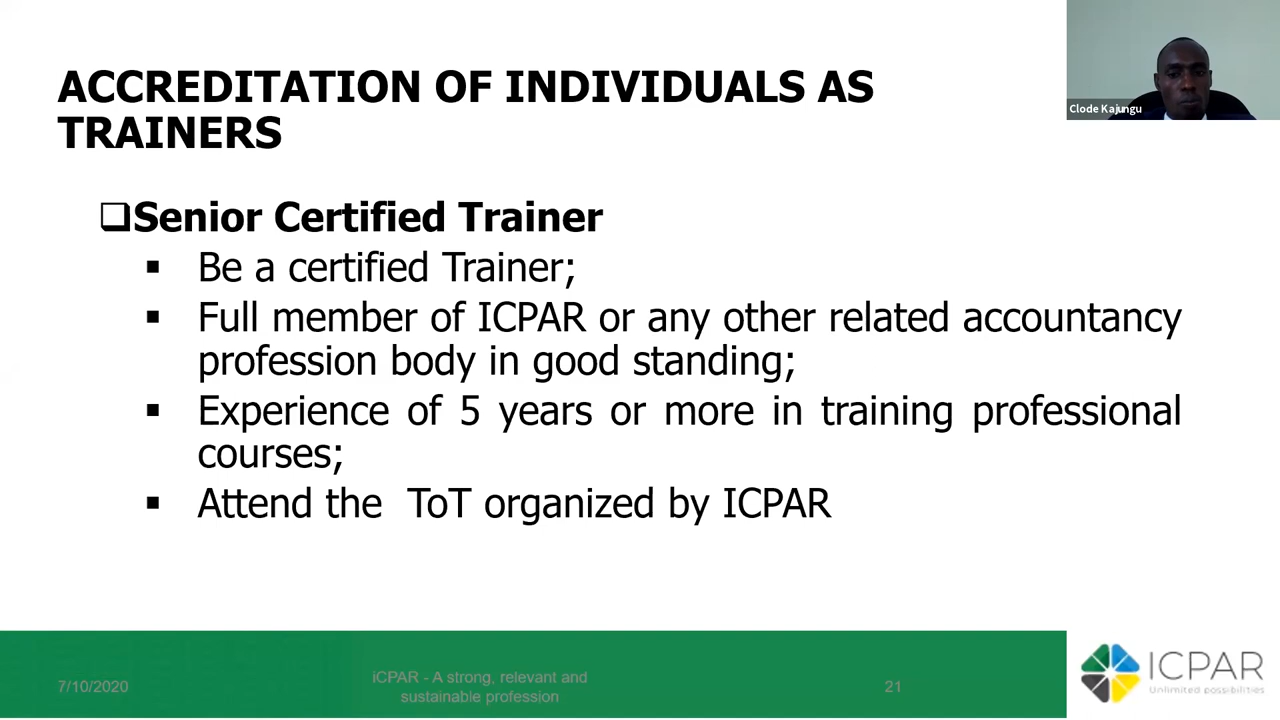 ACCREDITATION OF INDIVIDUALS AS
TRAINERS
Clode Kajungu
Senior Certified Trainer
Be a certified Trainer;
Full member of ICPAR or any other related accountancy
profession body in good standing;
Experience of 5 years or more in training professional
courses;
Attend the ToT organized by ICPAR
7/10/2020
iCPAR - A strong, relevant and
sustainable profession
21
ICPAR
Unlimited possibilities